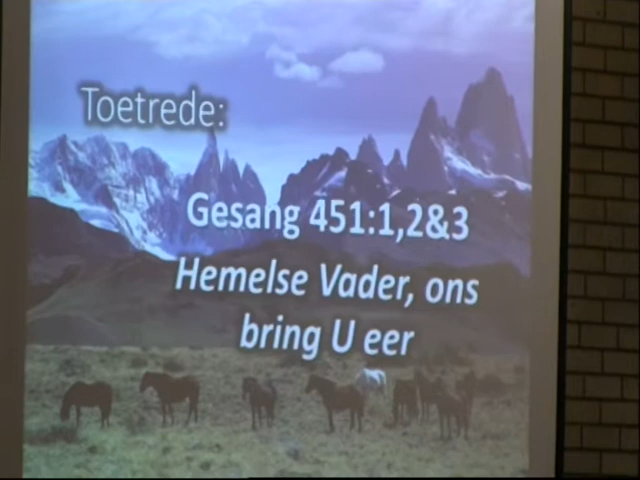 Toetrede:
Gesang 451:1,2&3
Hemelse Vader, ons
bring U eer